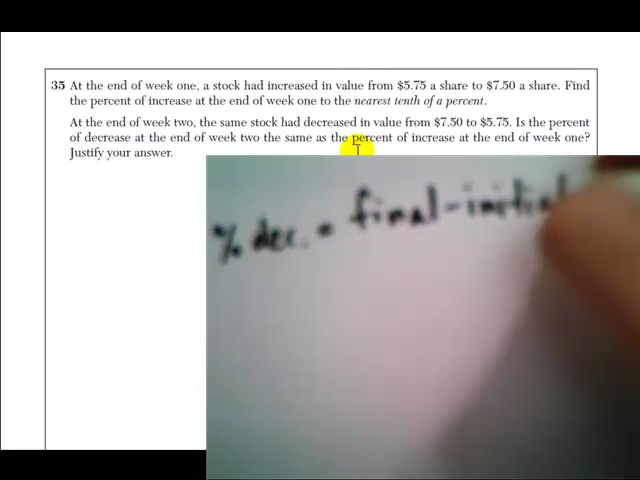 35 At the end of week one, a stock had increased in value from $5.75 a share to $7.50 a share. Find
the percent of increase at the end of week one to the nearest tenth of a percent.
At the end of week two, the same stock had decreased in value from $7.50 to $5.75. Is the percent
of decrease at the end of week two the same as the percent of increase at the end of week one?
Justify your answer.
% dec. = final - initial